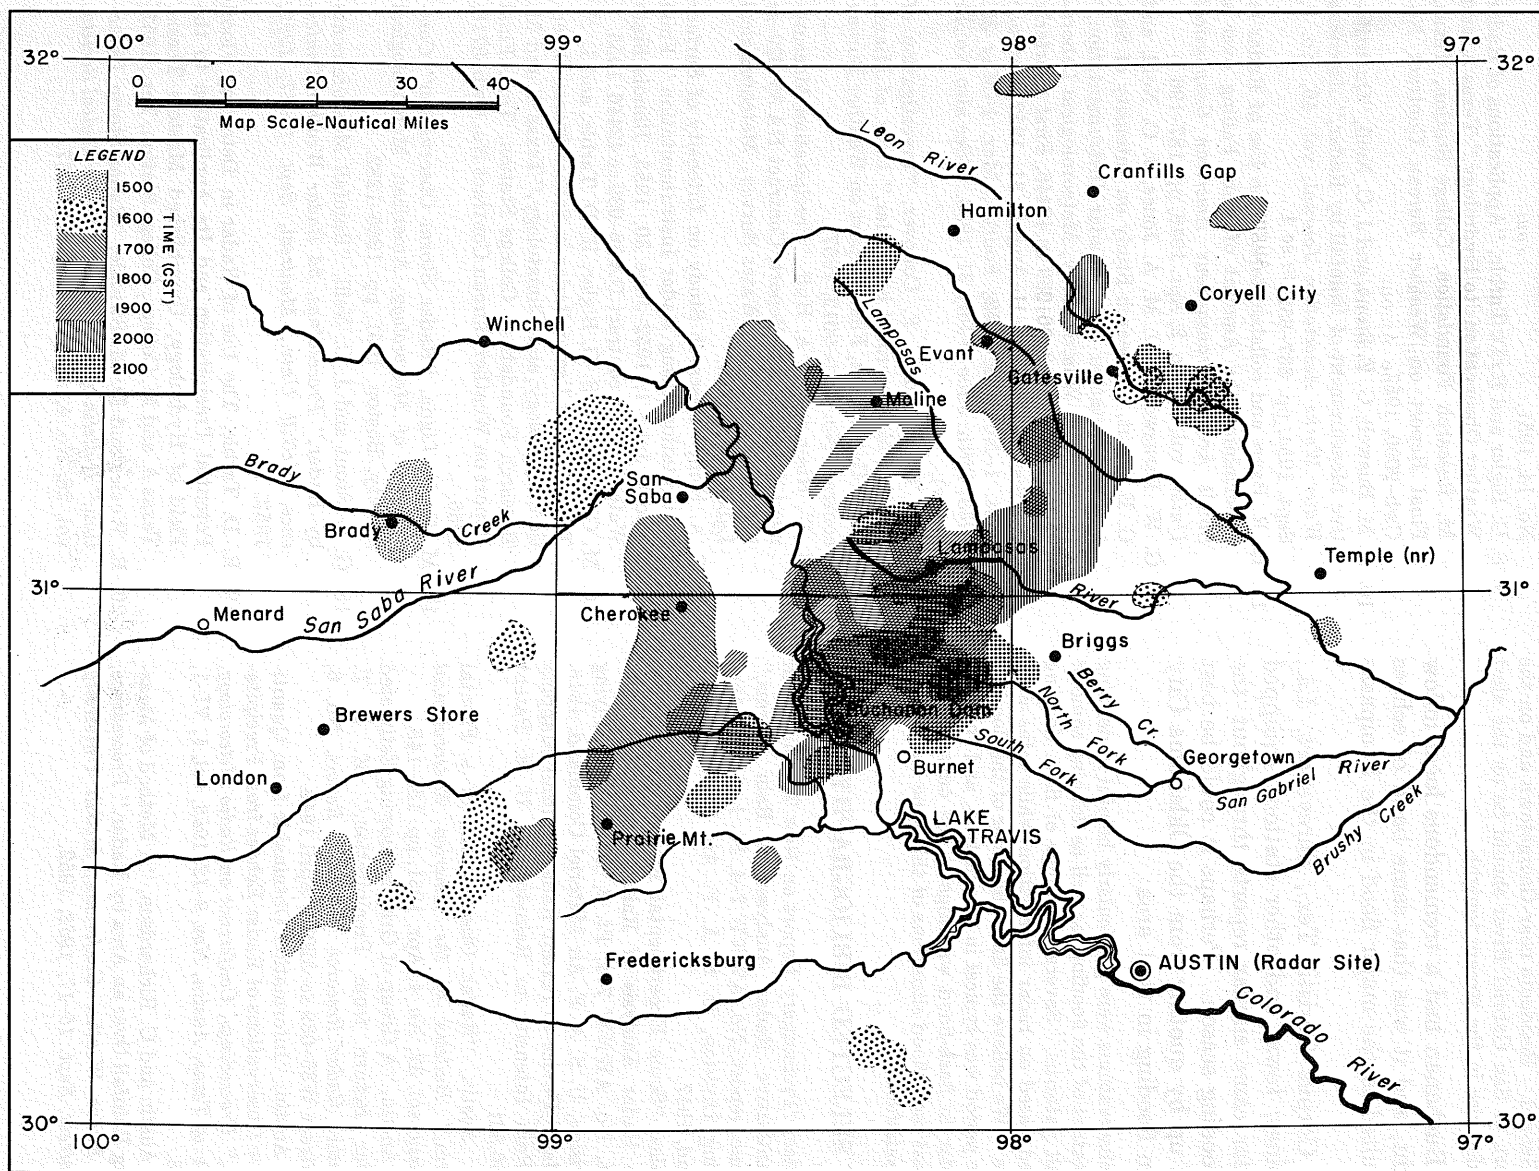 100°
99°
98°
97°
32°
32°
0 10 20 30 40
Map Scale-Nautical Miles
LEGEND
1500
1600
1700
1800
1900
2000
2100
TIME (CST)
Leon River
Cranfills Gap
Hamilton
Coryell City
Lampasas
Winchell
Evant
Gatesville
Moline
Brady
San
Saba
Brady
Creek
Lampasas
Temple (nr)
31°
31°
San Saba River
Menard
Cherokee
River
Briggs
Berry Cr.
Brewers Store
Buchanan Dam
North
Fork
South
Fork
London
Burnet
Georgetown
San Gabriel River
Brushy Creek
LAKE
TRAVIS
Prairie Mt.
Fredericksburg
AUSTIN (Radar Site)
Colorado
River
30°
30°
100°
99°
98°
97°